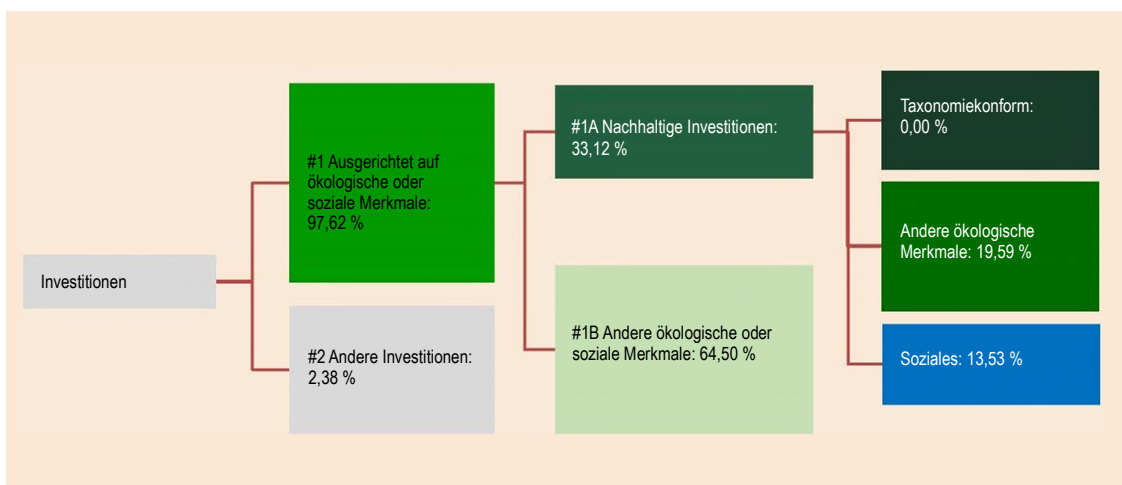 Investitionen
#1 Ausgerichtet auf
ökologische oder
soziale Merkmale:
97,62 %
#2 Andere Investitionen:
2,38 %
#1A Nachhaltige Investitionen:
33,12 %
#1B Andere ökologische oder
soziale Merkmale: 64,50 %
Taxonomiekonform:
0,00 %
Andere ökologische
Merkmale: 19,59 %
Soziales: 13,53 %